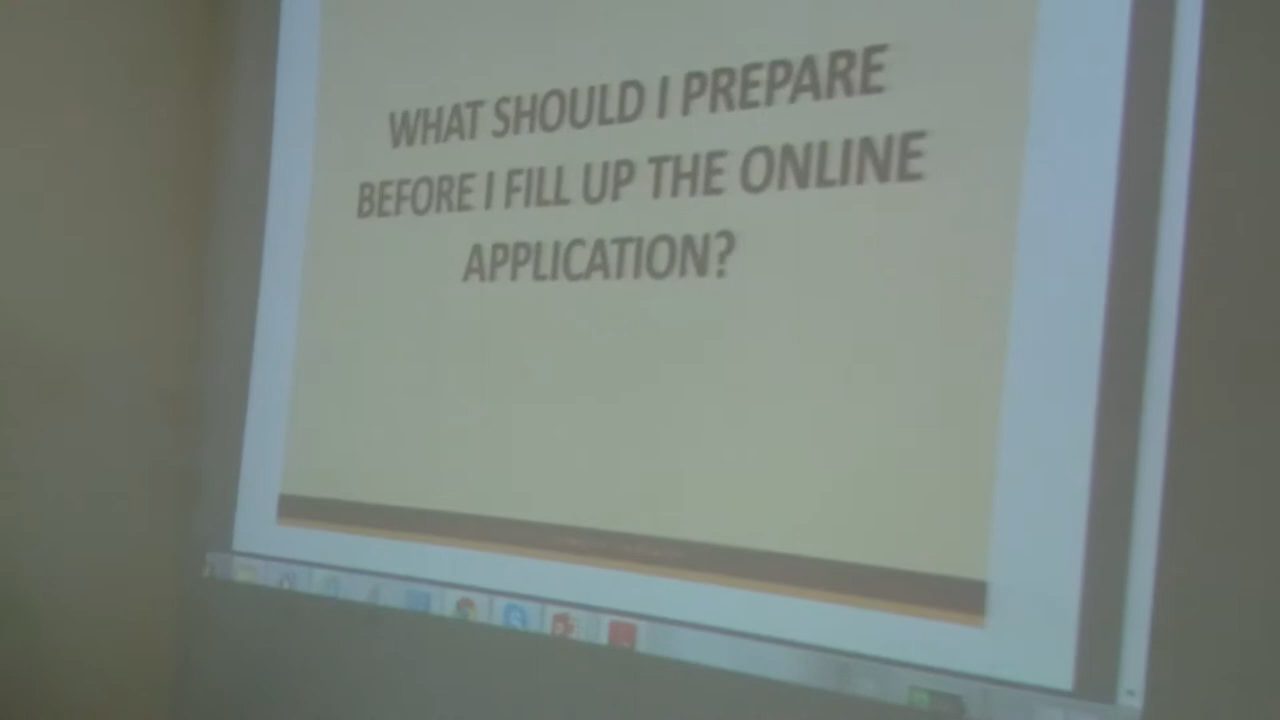 WHAT SHOULD I PREPARE
BEFORE I FILL UP THE ONLINE
APPLICATION?